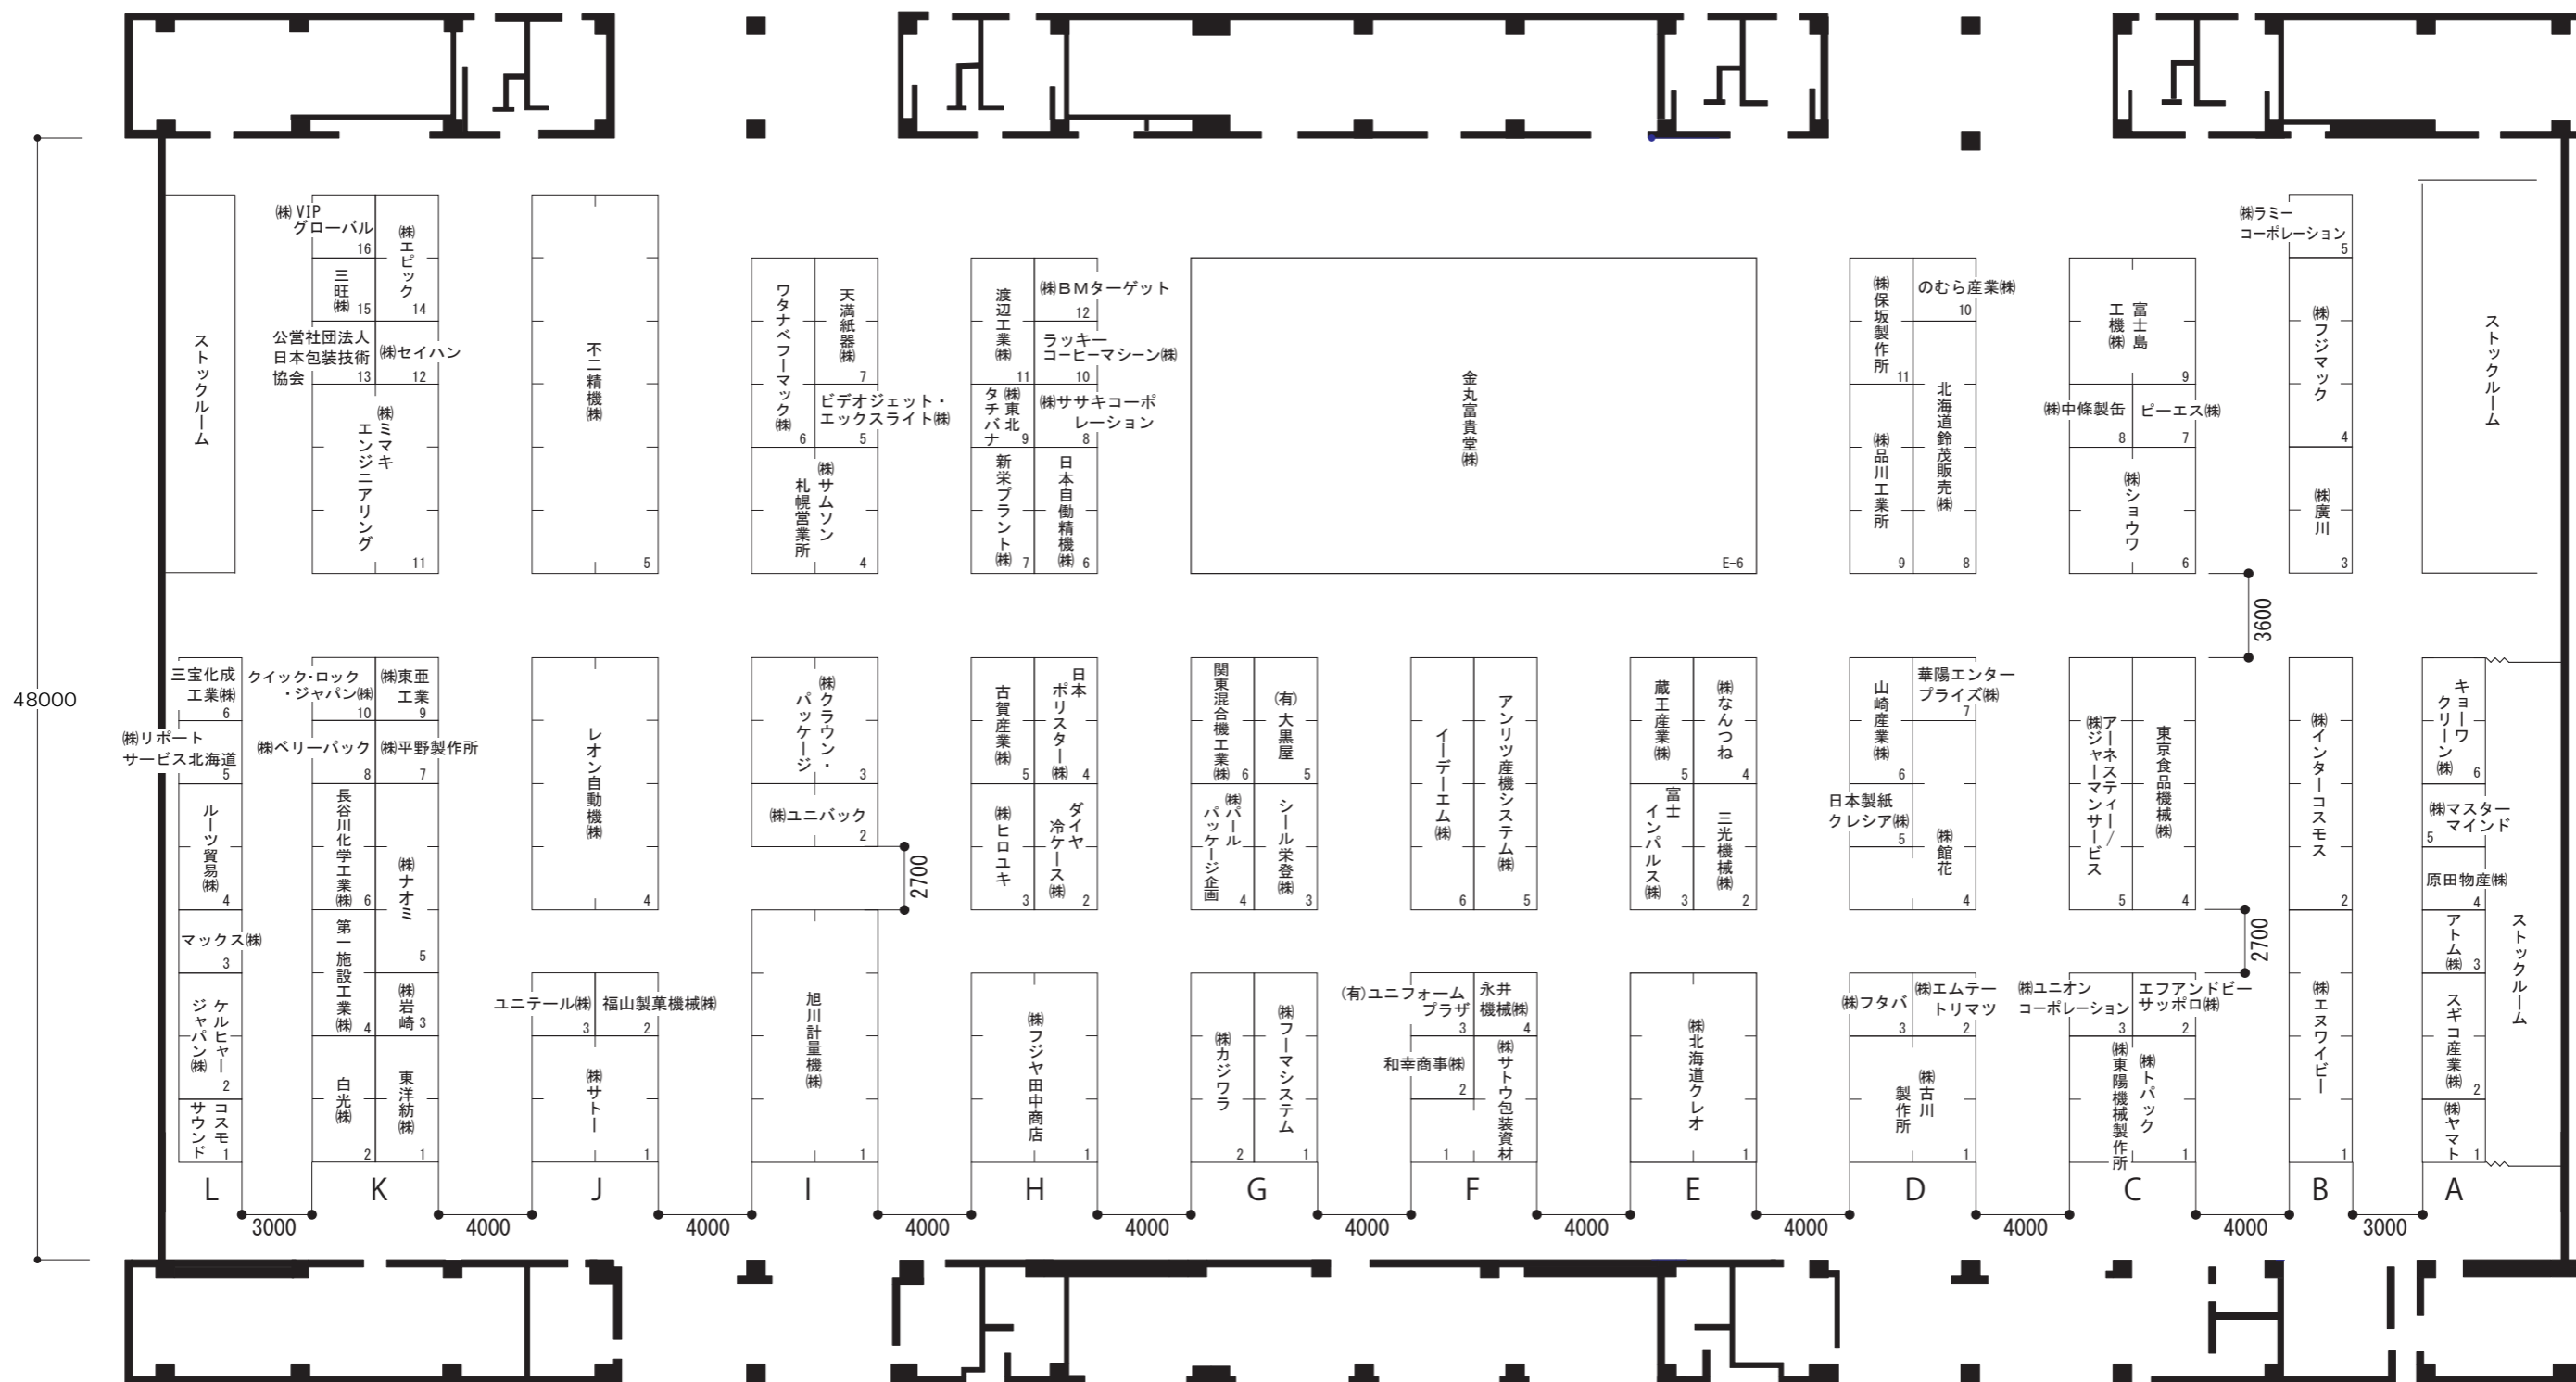 ストックルーム
㈱VIP
グローバル
16
㈱エピック
14
三旺㈱
15
公営社団法人
日本包装技術
協会
13
㈱セイハン
12
㈱ミマキ
エンジニアリング
11
不二精機㈱
5
ワタナベフーマック㈱
6
天満紙器㈱
7
ビデオジェット・
エックスライト㈱
5
㈱サムソン
札幌営業所
4
渡辺工業㈱
11
㈱BMターゲット
12
ラッキー
コーヒーマシーン㈱
10
㈱東北
タチバナ
9
㈱ササキコーポ
レーション
8
新栄プラント㈱
7
日本自働精機㈱
6
金丸富貴堂㈱
E-6
㈱保坂製作所
11
のむら産業㈱
10
㈱品川工業所
9
北海道鈴茂販売㈱
8
富士島
工機㈱
9
㈱中條製缶
8
ピーエス㈱
7
㈱ショウワ
6
㈱ラミー
コーポレーション
5
㈱フジマック
4
㈱廣川
3
ストックルーム
3600
48000
三宝化成
工業㈱
6
㈱リポート
サービス北海道
5
ルーツ貿易㈱
4
マックス㈱
3
ケルヒャー
ジャパン㈱
2
コスモ
サウンド
1
クイック・ロック
・ジャパン㈱
10
㈱東亜
工業
9
㈱ベリーパック
8
㈱平野製作所
7
長谷川化学工業㈱
6
㈱ナオミ
5
第一施設工業㈱
4
㈱岩崎
3
白光㈱
2
東洋紡㈱
1
レオン自動機㈱
4
ユニテール㈱
3
福山製菓機械㈱
2
㈱サトー
1
㈱クラウン・
パッケージ
3
㈱ユニバック
2
2700
旭川計量機㈱
1
古賀産業㈱
5
日本
ポリスター㈱
4
㈱ヒロユキ
3
ダイヤ
冷ケース㈱
2
㈱フジヤ田中商店
1
関東混合機工業㈱
6
(有)大黒屋
5
㈱パール
パッケージ企画
4
シール栄登㈱
3
㈱カジワラ
2
㈱フーマシステム
1
イーデーエム㈱
6
アンリツ産機システム㈱
5
(有)ユニフォーム
プラザ
3
永井
機械㈱
4
和幸商事㈱
2
㈱サトウ包装資材
1
蔵王産業㈱
5
㈱なんつね
4
富士
インパルス㈱
3
三光機械㈱
2
㈱北海道クレオ
1
山崎産業㈱
6
華陽エンター
プライズ㈱
7
日本製紙
クレシア㈱
5
㈱館花
4
㈱フタバ
3
㈱エムテー
トリマツ
2
㈱古川
製作所
1
㈱アーネスティー/
ジャーマンサービス
5
東京食品機械㈱
4
㈱ユニオン
コーポレーション
3
エフアンドビー
サッポロ㈱
2
㈱トパック
㈱東陽機械製作所
1
2700
㈱インターコスモス
2
㈱エヌワイビー
1
キョーワ
クリーン㈱
6
㈱マスター
マインド
5
原田物産㈱
4
アトム㈱
3
スギコ産業㈱
2
㈱ヤマト
1
ストックルーム
L K J I H G F E D C B A
3000 4000 4000 4000 4000 4000 4000 4000 4000 4000 3000